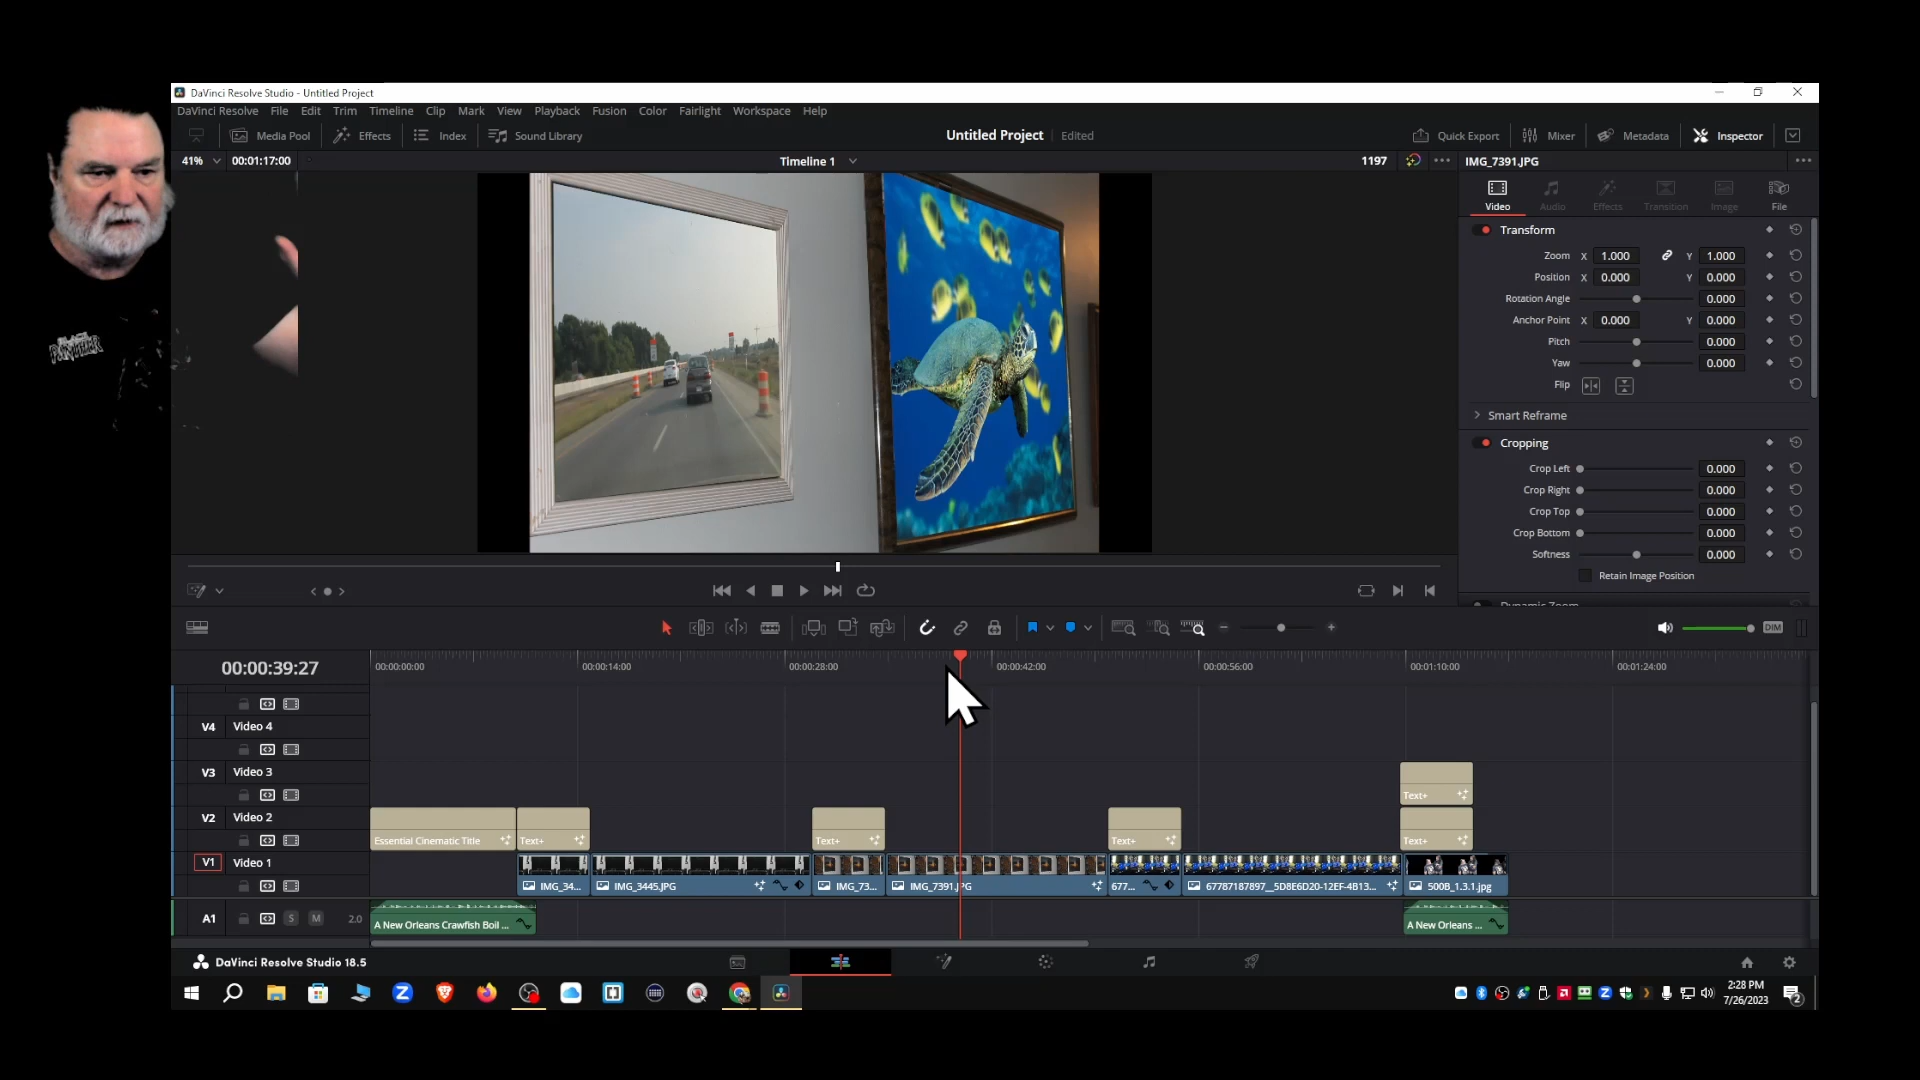 DaVinci Resolve Studio - Untitled Project
DaVinci Resolve File Edit Trim Timeline Clip Mark View Playback Fusion Color Fairlight Workspace Help
Media Pool Effects Index Sound Library Untitled Project Edited Quick Export Mixer Metadata Inspector
41% 00:01:17:00 Timeline 1 1197 IMG_7391.JPG
Video Audio Effects Transition Image File
Transform
Zoom X 1.000 Y 1.000
Position X 0.000 Y 0.000
Rotation Angle 0.000
Anchor Point X 0.000 Y 0.000
Pitch 0.000
Yaw 0.000
Flip
Smart Reframe
Cropping
Crop Left 0.000
Crop Right 0.000
Crop Top 0.000
Crop Bottom 0.000
Softness 0.000
Retain Image Position
Dynamic Zoom
BLACK PANTHER
DIM
00:00:39:27 00:00:00:00 00:00:14:00 00:00:28:00 00:00:42:00 00:00:56:00 00:01:10:00 00:01:24:00
V4 Video 4
V3 Video 3
Text+
V2 Video 2
Essential Cinematic Title Text+ Text+ Text+ Text+
V1 Video 1
IMG_34... IMG_3445.JPG IMG_73... IMG_7391.JPG 677... 67787187897__5D8E6D20-12EF-4B13... 500B_1.3.1.jpg
A1 S M 2.0
A New Orleans Crawfish Boil ... A New Orleans ...
DaVinci Resolve Studio 18.5
2:28 PM
7/26/2023
2